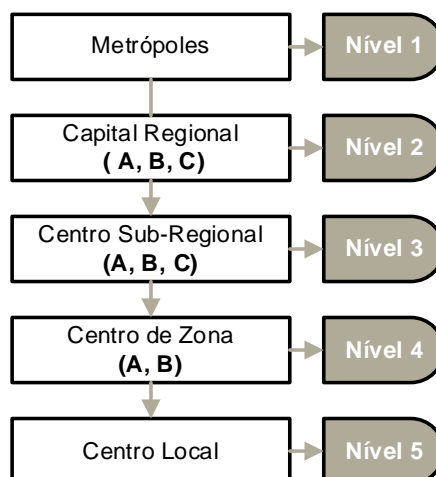 Metrópoles
Nível 1
Capital Regional
( A, B, C)
Nível 2
Centro Sub-Regional
(A, B, C)
Nível 3
Centro de Zona
(A, B)
Nível 4
Centro Local
Nível 5